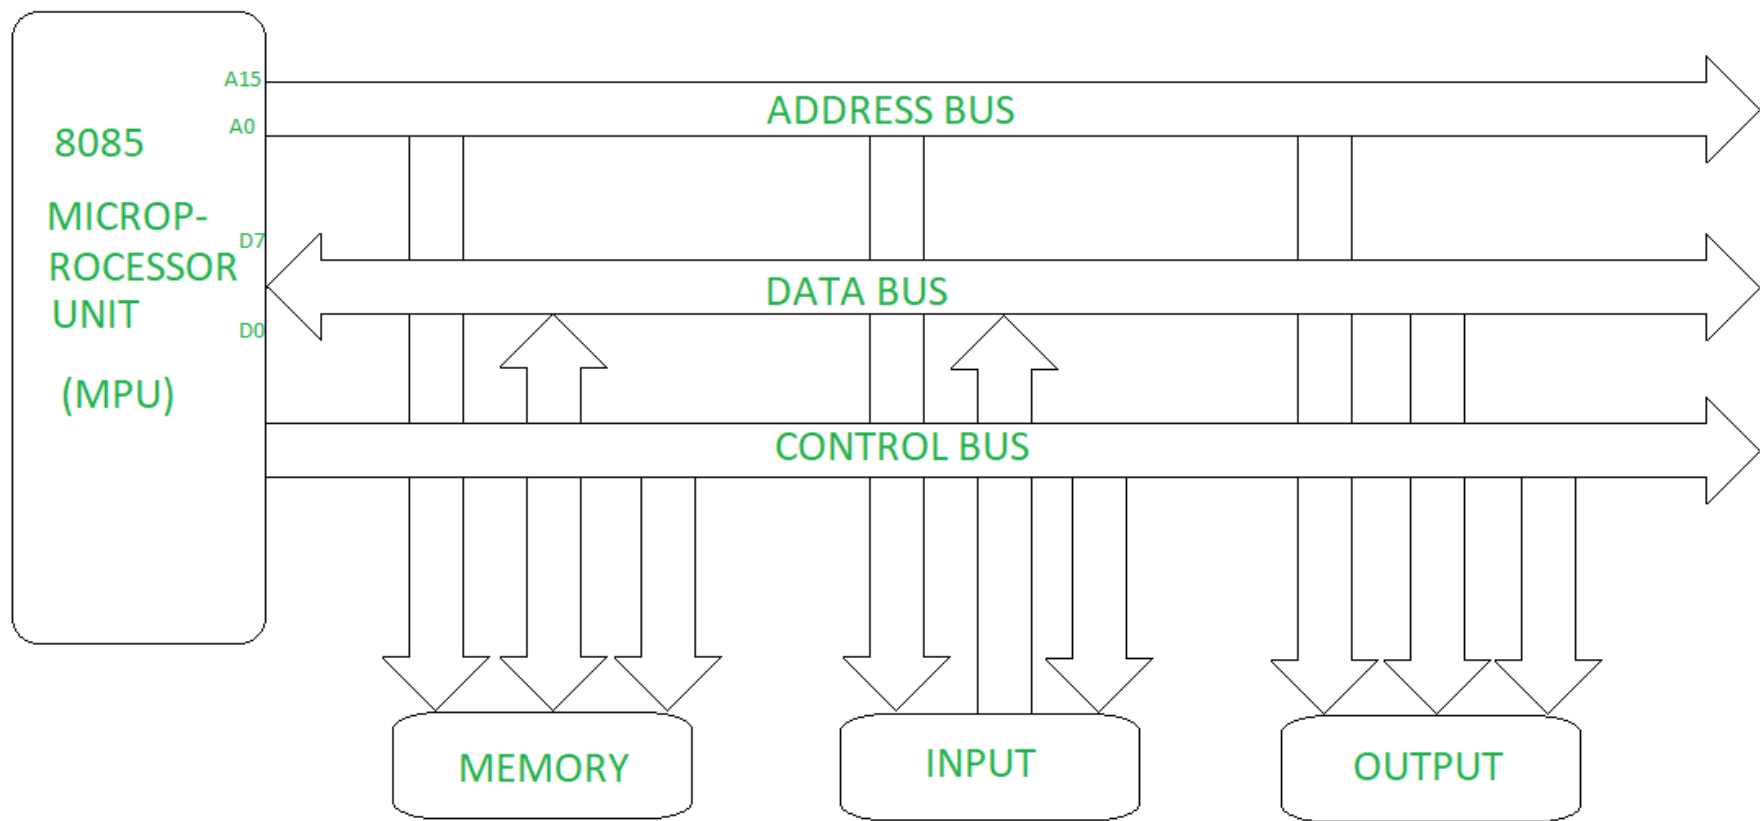 A15
ADDRESS BUS
A0
8085
MICROP-
D7
ROCESSOR
DATA BUS
UNIT
D0
(MPU)
CONTROL BUS
MEMORY
INPUT
OUTPUT